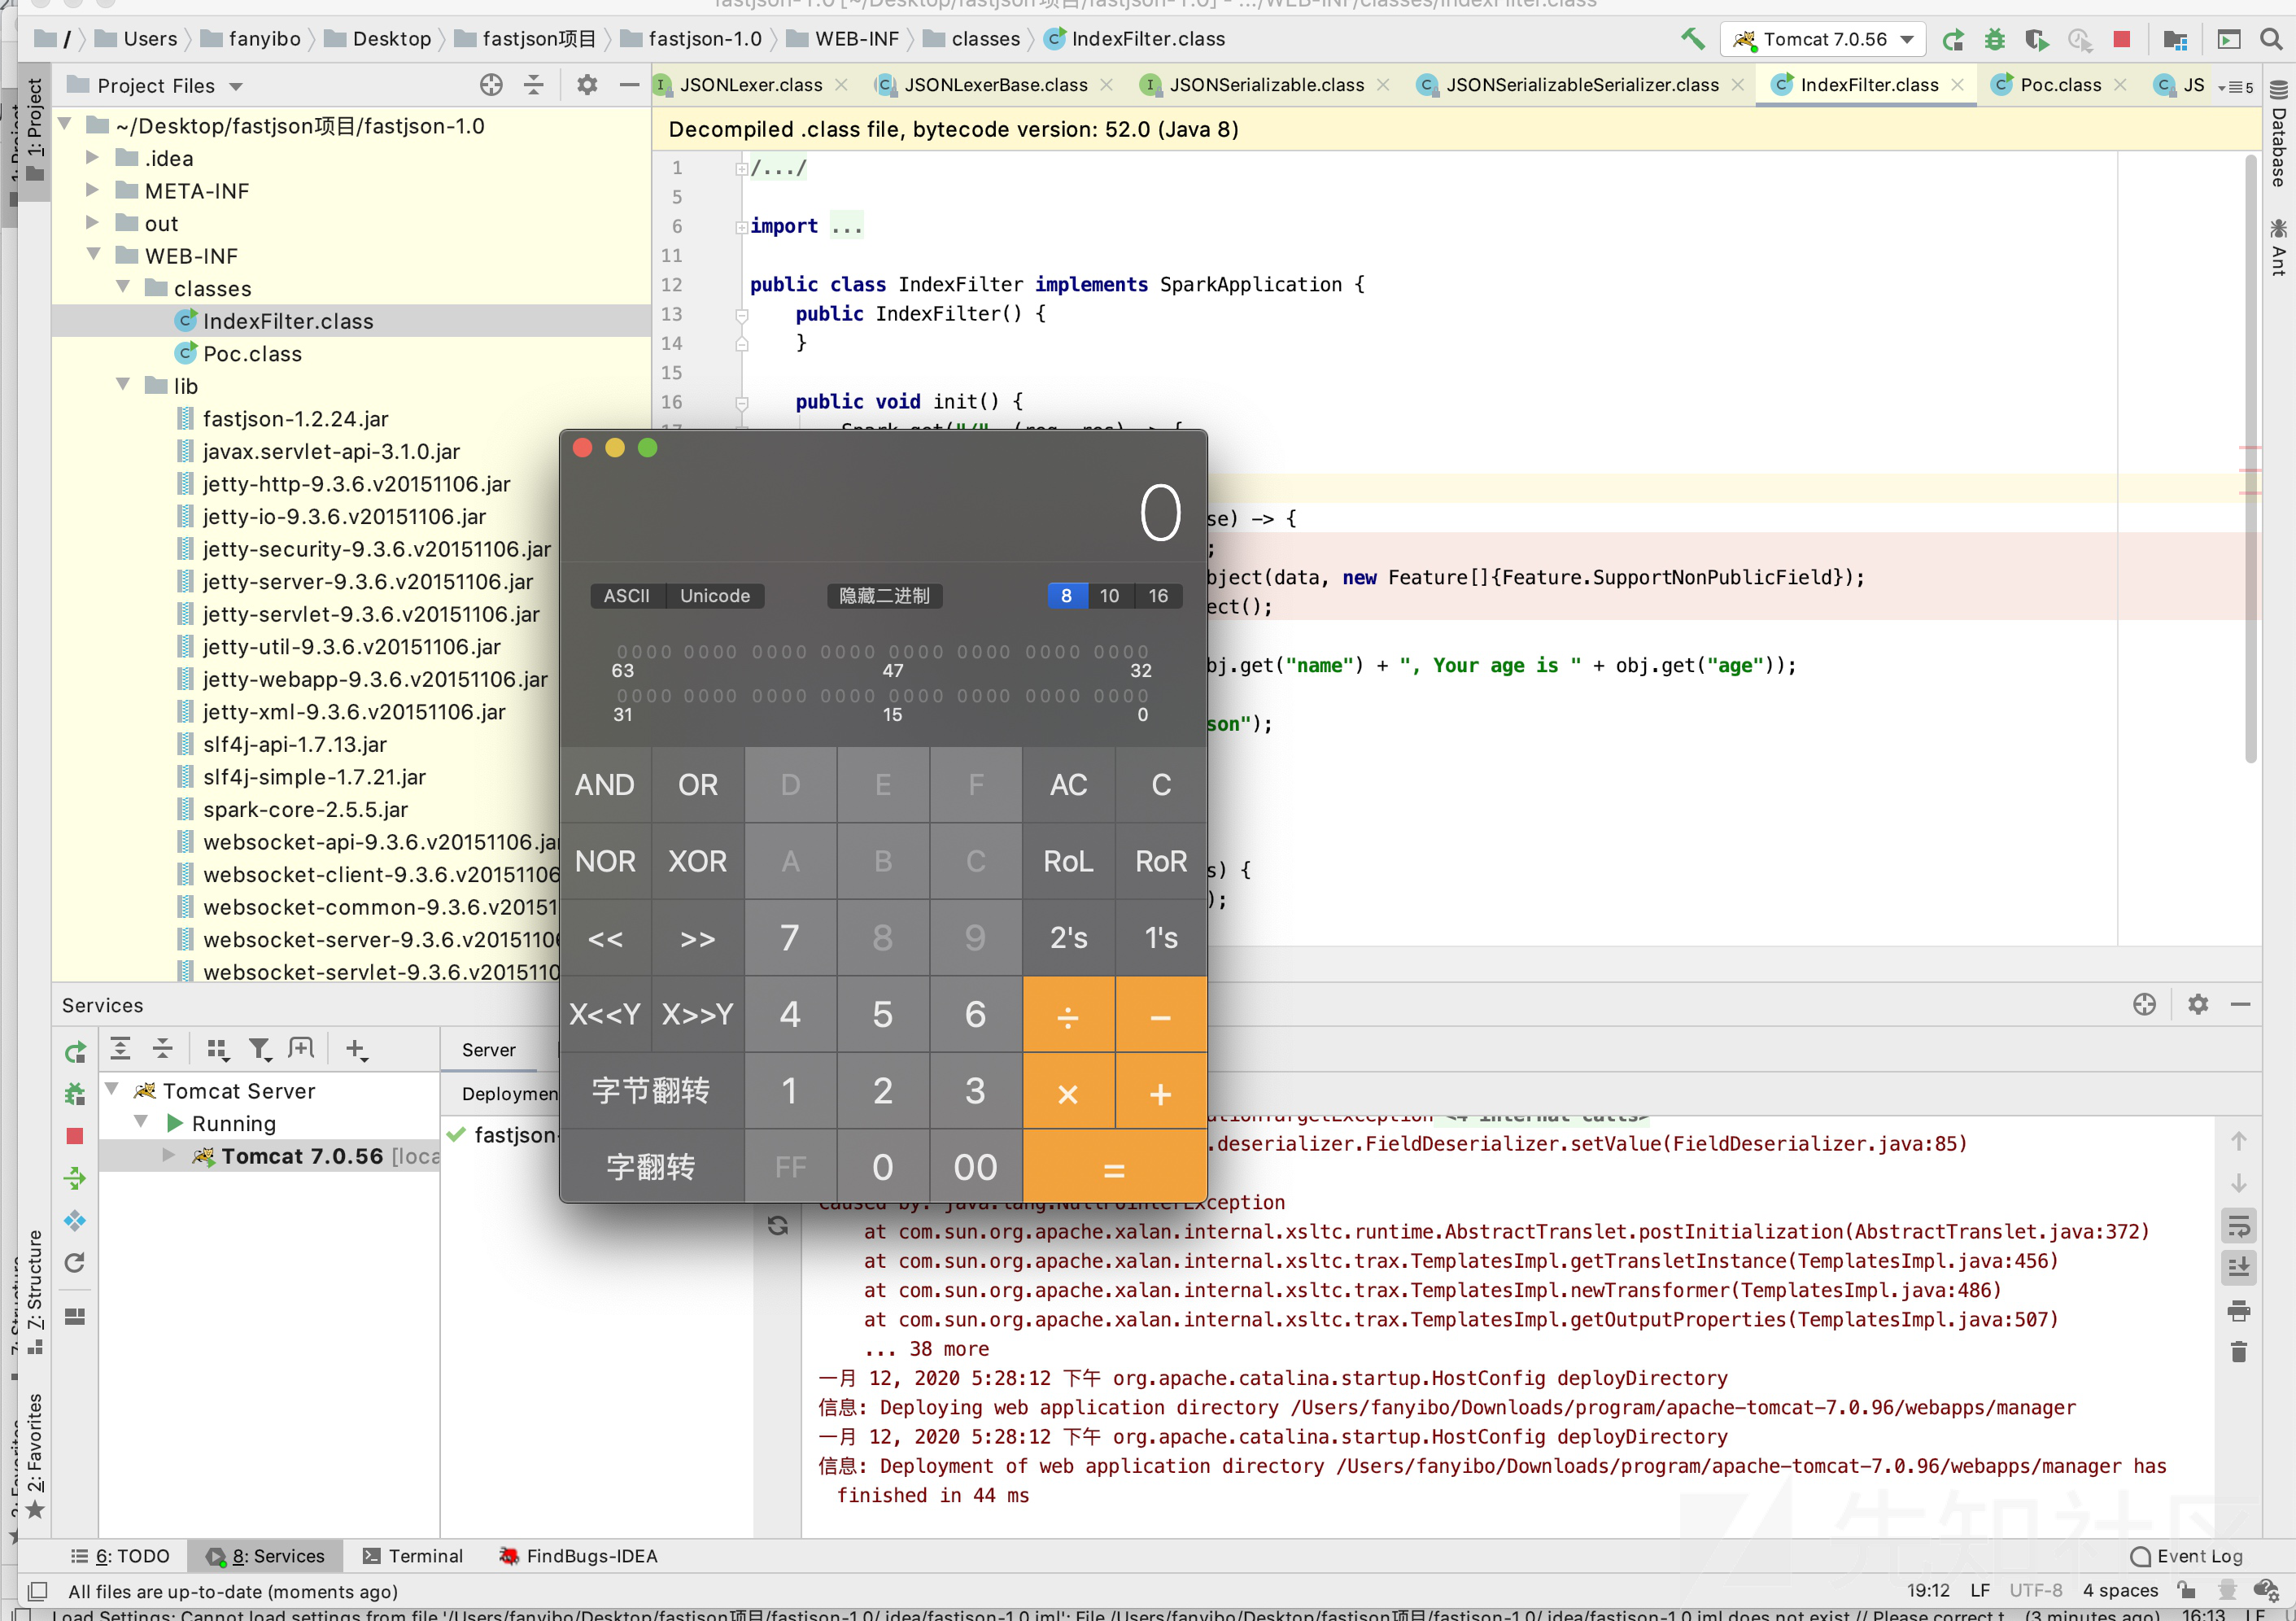 fastjson-1.0 [~/Desktop/fastjson项目/fastjson-1.0] - .../WEB-INF/classes/IndexFilter.class
/ Users fanyibo Desktop fastjson项目 fastjson-1.0 WEB-INF classes IndexFilter.class
Tomcat 7.0.56
Project Files
JSONLexer.class JSONLexerBase.class JSONSerializable.class JSONSerializableSerializer.class IndexFilter.class Poc.class JS 5
1: Project
Database
Ant
~/Desktop/fastjson项目/fastjson-1.0
.idea
META-INF
out
WEB-INF
classes
IndexFilter.class
Poc.class
lib
fastjson-1.2.24.jar
javax.servlet-api-3.1.0.jar
jetty-http-9.3.6.v20151106.jar
jetty-io-9.3.6.v20151106.jar
jetty-security-9.3.6.v20151106.jar
jetty-server-9.3.6.v20151106.jar
jetty-servlet-9.3.6.v20151106.jar
jetty-util-9.3.6.v20151106.jar
jetty-webapp-9.3.6.v20151106.jar
jetty-xml-9.3.6.v20151106.jar
slf4j-api-1.7.13.jar
slf4j-simple-1.7.21.jar
spark-core-2.5.5.jar
websocket-api-9.3.6.v20151106.ja
websocket-client-9.3.6.v20151106
websocket-common-9.3.6.v20151
websocket-server-9.3.6.v2015110
websocket-servlet-9.3.6.v201511
Decompiled .class file, bytecode version: 52.0 (Java 8)
1 /.../
5
6 import ...
11
12 public class IndexFilter implements SparkApplication {
13 public IndexFilter() {
14 }
15
16 public void init() {
17 Spark.get("/", (req, res) -> {
se) -> {
;
bject(data, new Feature[]{Feature.SupportNonPublicField});
ect();
bj.get("name") + ", Your age is " + obj.get("age"));
son");
s) {
);
0
ASCII Unicode 隐藏二进制 8 10 16
0000 0000 0000 0000 0000 0000 0000 0000
63 47 32
0000 0000 0000 0000 0000 0000 0000 0000
31 15 0
AND OR D E F AC C
NOR XOR A B C RoL RoR
<< >> 7 8 9 2's 1's
X<<Y X>>Y 4 5 6 ÷ −
字节翻转 1 2 3 × +
字翻转 FF 0 00 =
Services
Server
Deploymen
Tomcat Server
Running
Tomcat 7.0.56 [loca
fastjson-
ationTargetException <4 internal calls>
.deserializer.FieldDeserializer.setValue(FieldDeserializer.java:85)
Caused by: java.lang.NullPointerException
at com.sun.org.apache.xalan.internal.xsltc.runtime.AbstractTranslet.postInitialization(AbstractTranslet.java:372)
at com.sun.org.apache.xalan.internal.xsltc.trax.TemplatesImpl.getTransletInstance(TemplatesImpl.java:456)
at com.sun.org.apache.xalan.internal.xsltc.trax.TemplatesImpl.newTransformer(TemplatesImpl.java:486)
at com.sun.org.apache.xalan.internal.xsltc.trax.TemplatesImpl.getOutputProperties(TemplatesImpl.java:507)
... 38 more
一月 12, 2020 5:28:12 下午 org.apache.catalina.startup.HostConfig deployDirectory
信息: Deploying web application directory /Users/fanyibo/Downloads/program/apache-tomcat-7.0.96/webapps/manager
一月 12, 2020 5:28:12 下午 org.apache.catalina.startup.HostConfig deployDirectory
信息: Deployment of web application directory /Users/fanyibo/Downloads/program/apache-tomcat-7.0.96/webapps/manager has
finished in 44 ms
7: Structure
2: Favorites
先知社区
6: TODO 8: Services Terminal FindBugs-IDEA Event Log
All files are up-to-date (moments ago) 19:12 LF UTF-8 4 spaces
Load Settings: Cannot load settings from file '/Users/fanyibo/Desktop/fastjson项目/fastjson-1.0/.idea/fastjson-1.0.iml': File /Users/fanyibo/Desktop/fastjson项目/fastjson-1.0/.idea/fastjson-1.0.iml does not exist // Please correct t... (3 minutes ago) 16:13 LF